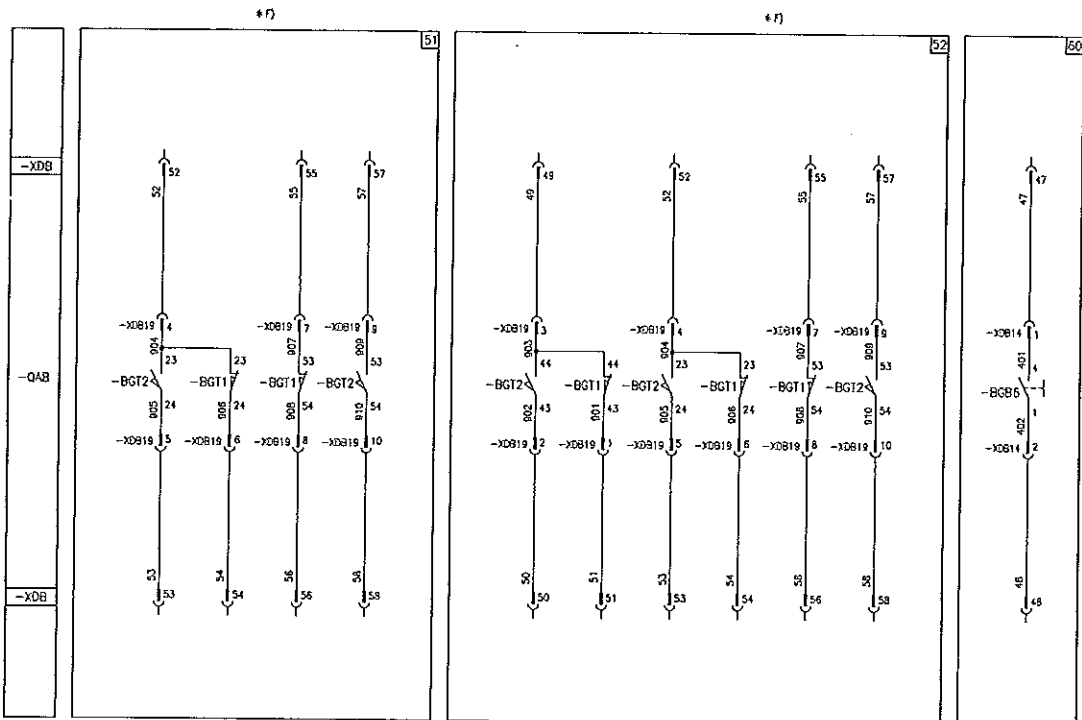 *F)
*F)
51
52
60
-XDB
52
55
57
49
52
55
57
47
52
55
57
49
52
55
57
47
-XDB19 4
-XDB19 7
-XDB19 9
-XDB19 3
-XDB19 4
-XDB19 7
-XDB19 9
-XDB14 1
904
907
909
903
904
907
909
401
23
23
53
53
44
44
23
23
53
53
4
-QAB
-BGT2
-BGT1
-BGT1
-BGT2
-BGT2
-BGT1
-BGT2
-BGT1
-BGT1
-BGT2
-BGB6
905
24
906
24
908
54
910
54
902
43
901
43
905
24
906
24
908
54
910
54
402
1
-XDB19 5
-XDB19 6
-XDB19 8
-XDB19 10
-XDB19 2
-XDB19 1
-XDB19 5
-XDB19 6
-XDB19 8
-XDB19 10
-XDB14 2
53
54
56
58
50
51
53
54
56
58
48
-XDB
53
54
56
58
50
51
53
54
56
58
48